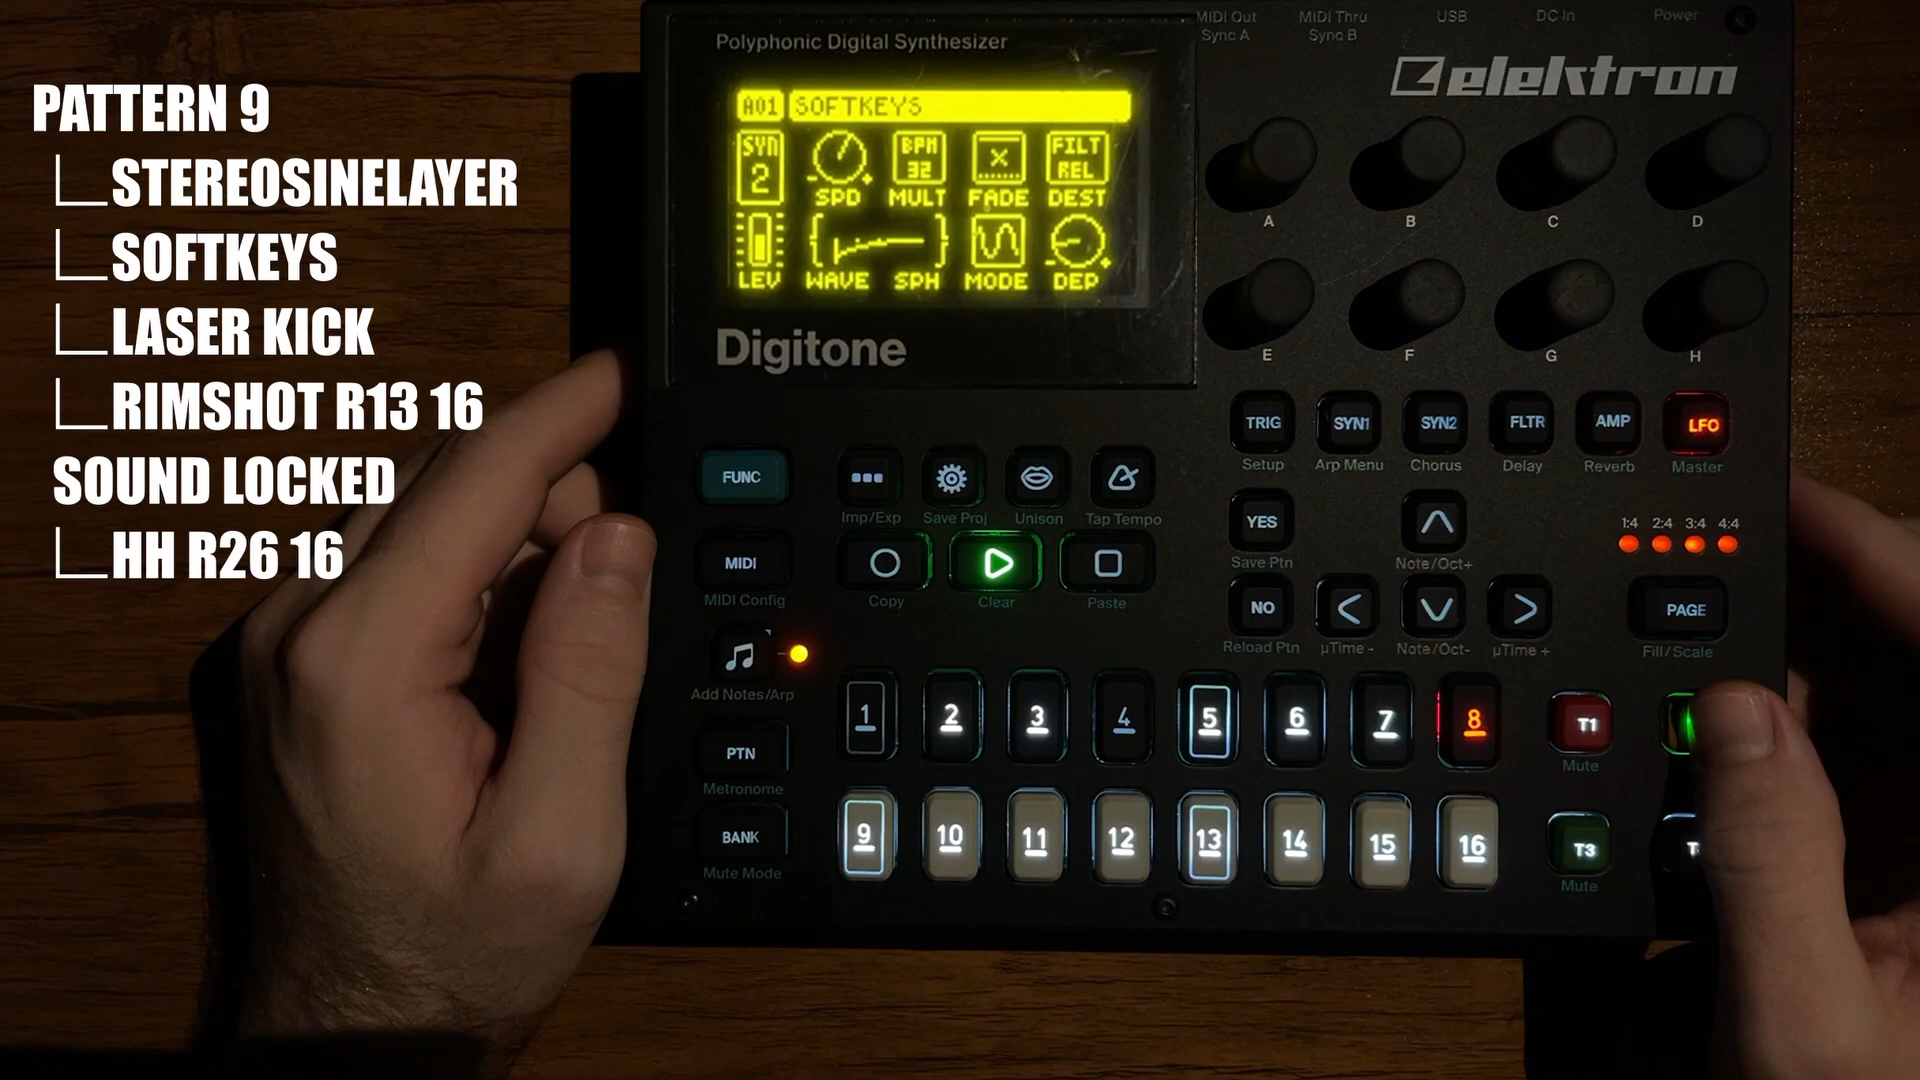 PATTERN 9
STEREOSINELAYER
SOFTKEYS
LASER KICK
RIMSHOT R13 16
SOUND LOCKED
HH R26 16
MIDI Out MIDI Thru USB DC In Power
Sync A Sync B
Polyphonic Digital Synthesizer
elektron
A01 SOFTKEYS
SYN BPM FILT
2 32 X REL
SPD MULT FADE DEST
LEV WAVE SPH MODE DEP
Digitone
A B C D
E F G H
TRIG SYN1 SYN2 FLTR AMP LFO
Setup Arp Menu Chorus Delay Reverb Master
FUNC
Imp/Exp Save Proj Unison Tap Tempo
YES
Save Ptn Note/Oct+
1:4 2:4 3:4 4:4
MIDI
MIDI Config Copy Clear Paste
NO PAGE
Reload Ptn µTime - Note/Oct- µTime + Fill/Scale
Add Notes/Arp
1 2 3 4 5 6 7 8 T1
Mute
PTN
Metronome
BANK
Mute Mode
9 10 11 12 13 14 15 16 T3
Mute